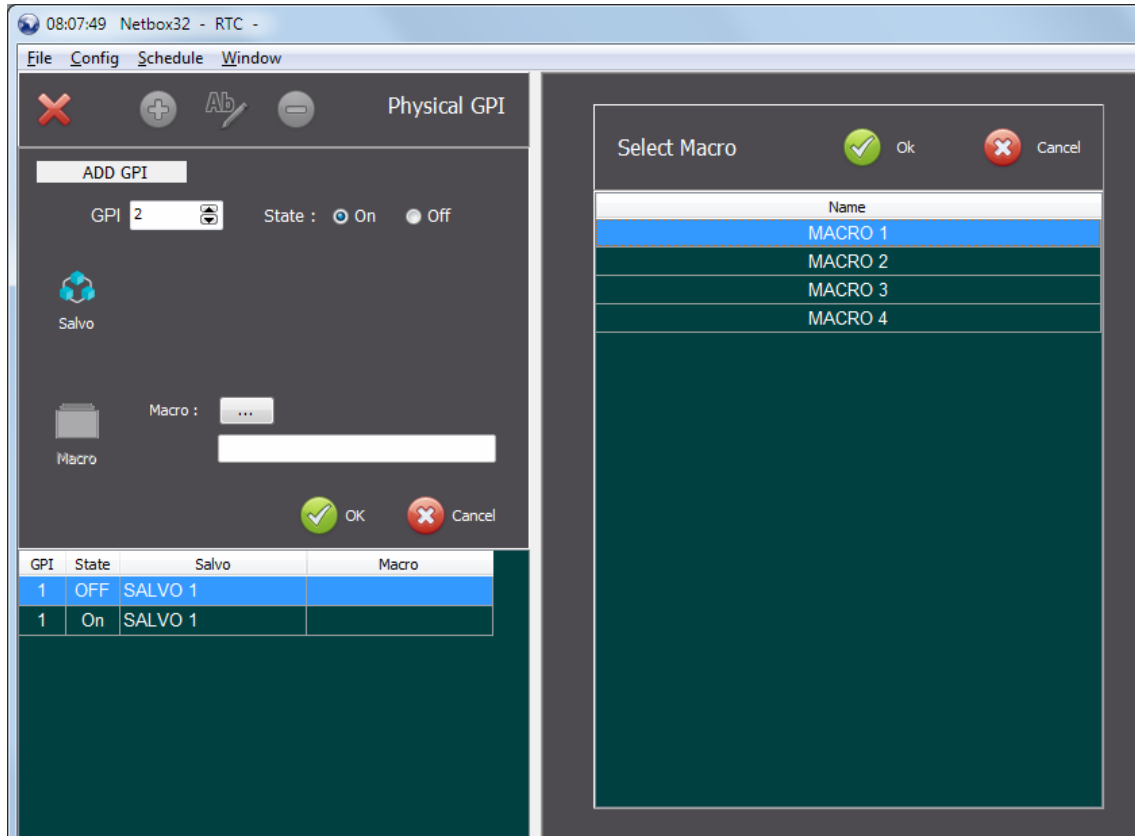 08:07:49 Netbox32 - RTC -
File Config Schedule Window
Ab
Physical GPI
ADD GPI
GPI 2 State : On Off
Salvo
Macro : ...
Macro
OK Cancel
GPI State Salvo Macro
1 OFF SALVO 1
1 On SALVO 1
Select Macro Ok Cancel
Name
MACRO 1
MACRO 2
MACRO 3
MACRO 4